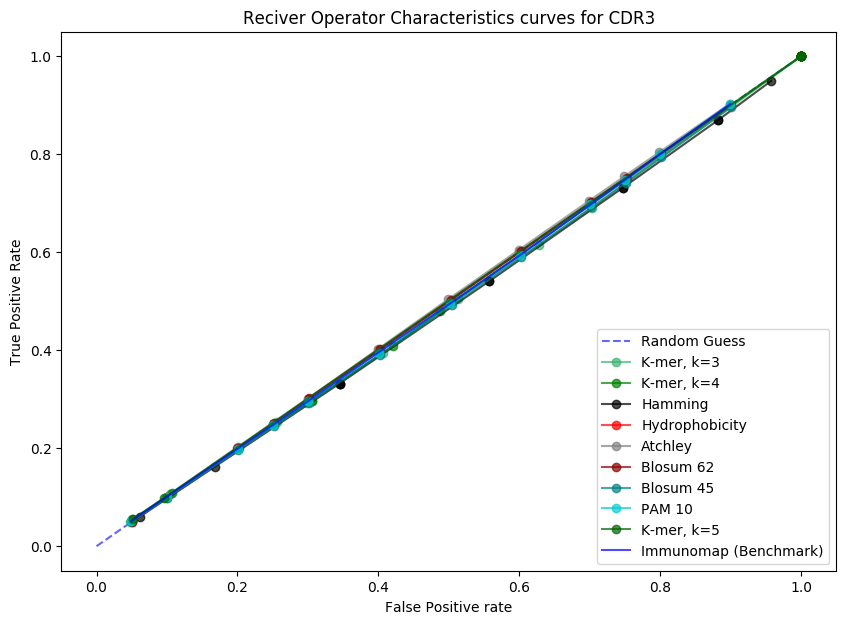 Reciver Operator Characteristics curves for CDR3
True Positive Rate
1.0
0.8
0.6
0.4
0.2
0.0
Random Guess
K-mer, k=3
K-mer, k=4
Hamming
Hydrophobicity
Atchley
Blosum 62
Blosum 45
PAM 10
K-mer, k=5
Immunomap (Benchmark)
0.0 0.2 0.4 0.6 0.8 1.0
False Positive rate